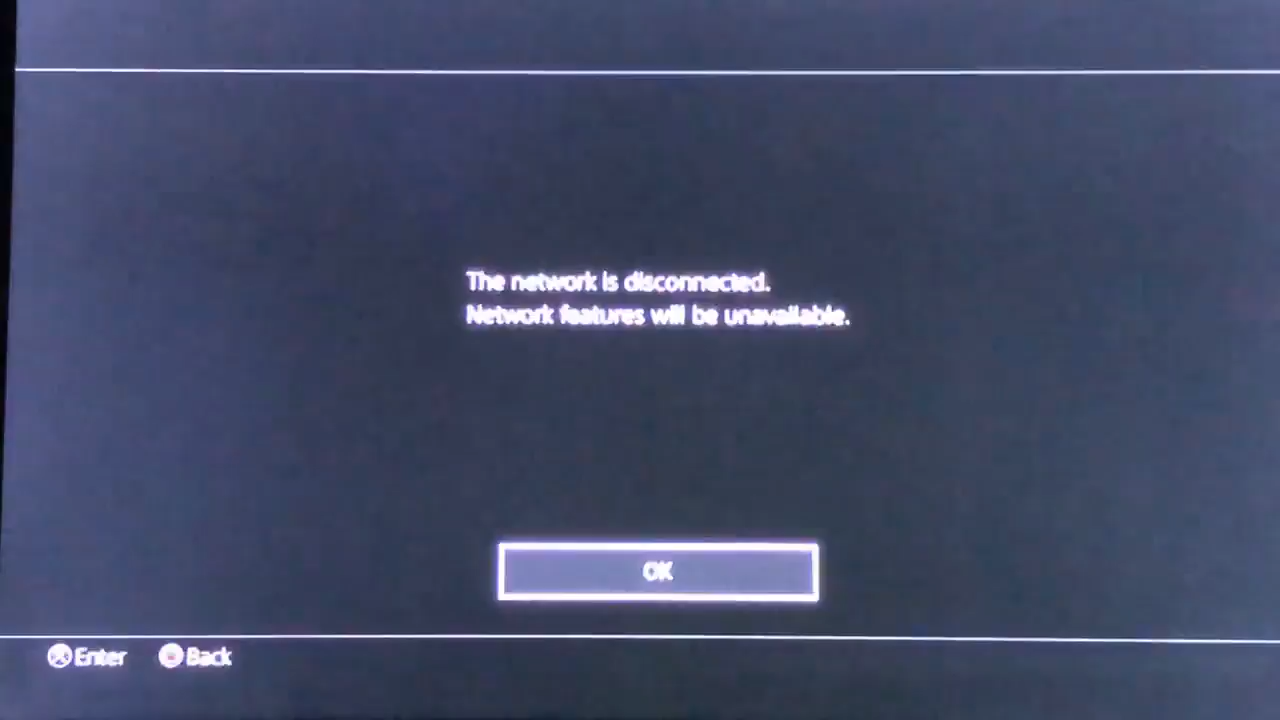 The network is disconnected.
Network features will be unavailable.
OK
Enter Back